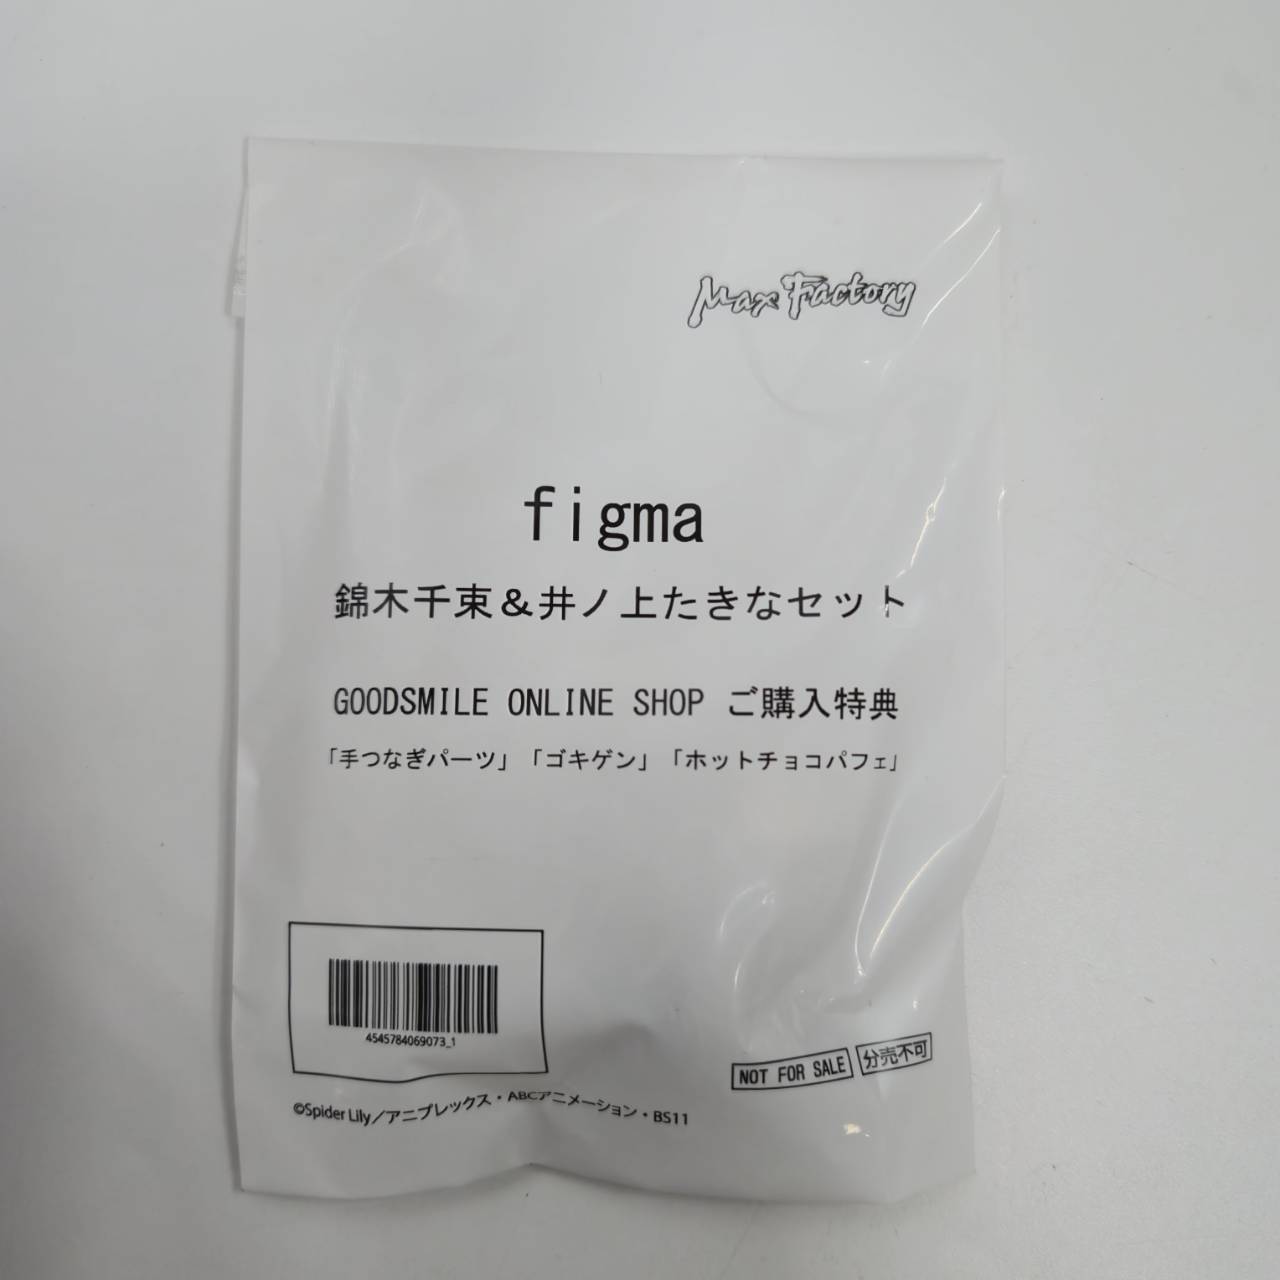 Max Factory
figma
錦木千束＆井ノ上たきなセット
GOODSMILE ONLINE SHOP ご購入特典
「手つなぎパーツ」「ゴキゲン」「ホットチョコパフェ」
4545784069073_1
NOT FOR SALE 分売不可
©Spider Lily／アニプレックス・ABCアニメーション・BS11